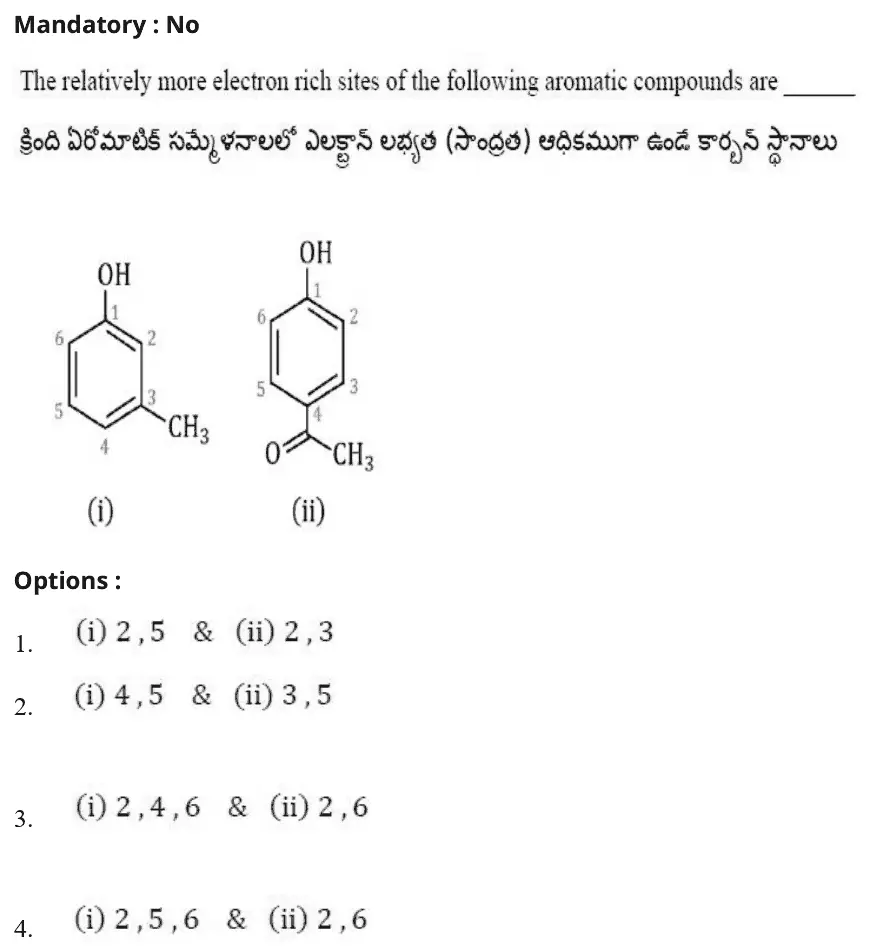 Mandatory : No
The relatively more electron rich sites of the following aromatic compounds are ______
క్రింది ఏరోమాటిక్ సమ్మేళనాలలో ఎలక్ట్రాన్ లభ్యత (సాంద్రత) ఆధికముగా ఉండే కార్బన్ స్థానాలు
OH
1
2
3
4
5
6
CH3
(i)
OH
1
2
3
4
5
6
O
CH3
(ii)
Options :
1. (i) 2 , 5 & (ii) 2 , 3
2. (i) 4 , 5 & (ii) 3 , 5
3. (i) 2 , 4 , 6 & (ii) 2 , 6
4. (i) 2 , 5 , 6 & (ii) 2 , 6